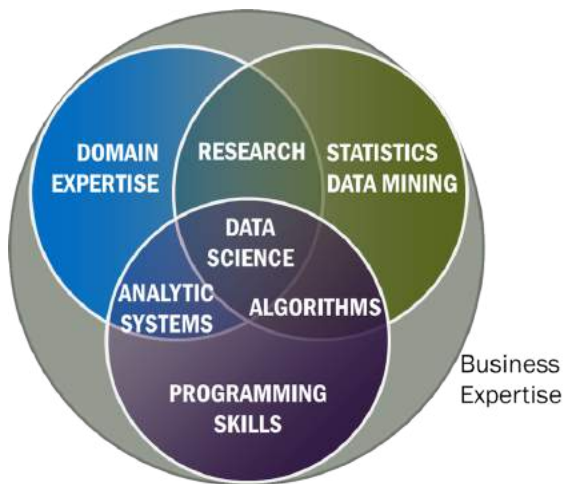 DOMAIN
EXPERTISE
RESEARCH
STATISTICS
DATA MINING
DATA
SCIENCE
ANALYTIC
SYSTEMS
ALGORITHMS
PROGRAMMING
SKILLS
Business
Expertise